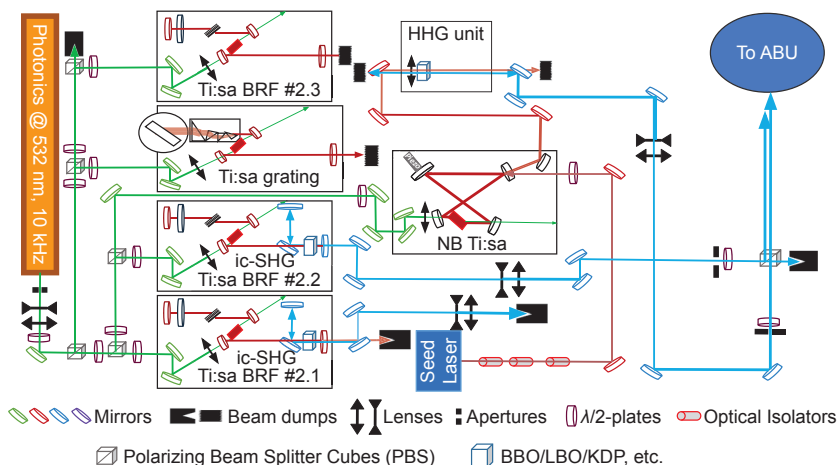 Photonics @ 532 nm, 10 kHz
Ti:sa BRF #2.3
HHG unit
To ABU
Ti:sa grating
Piezo
NB Ti:sa
ic-SHG
Ti:sa BRF #2.2
ic-SHG
Ti:sa BRF #2.1
Seed
Laser
Mirrors
Beam dumps
Lenses
Apertures
λ/2-plates
Optical Isolators
Polarizing Beam Splitter Cubes (PBS)
BBO/LBO/KDP, etc.